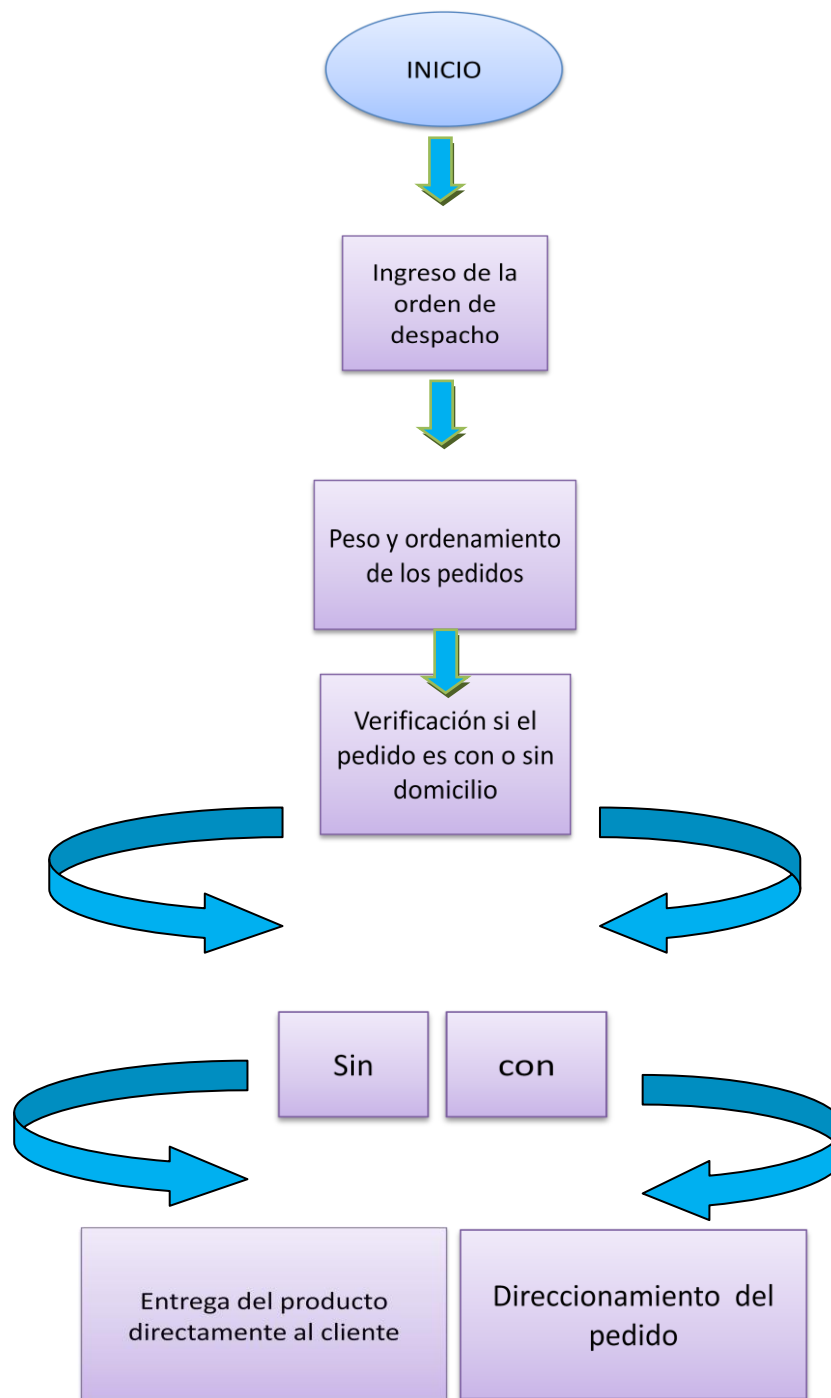 INICIO
Ingreso de la
orden de
despacho
Peso y ordenamiento
de los pedidos
Verificación si el
pedido es con o sin
domicilio
Sin
con
Entrega del producto
directamente al cliente
Direccionamiento del
pedido